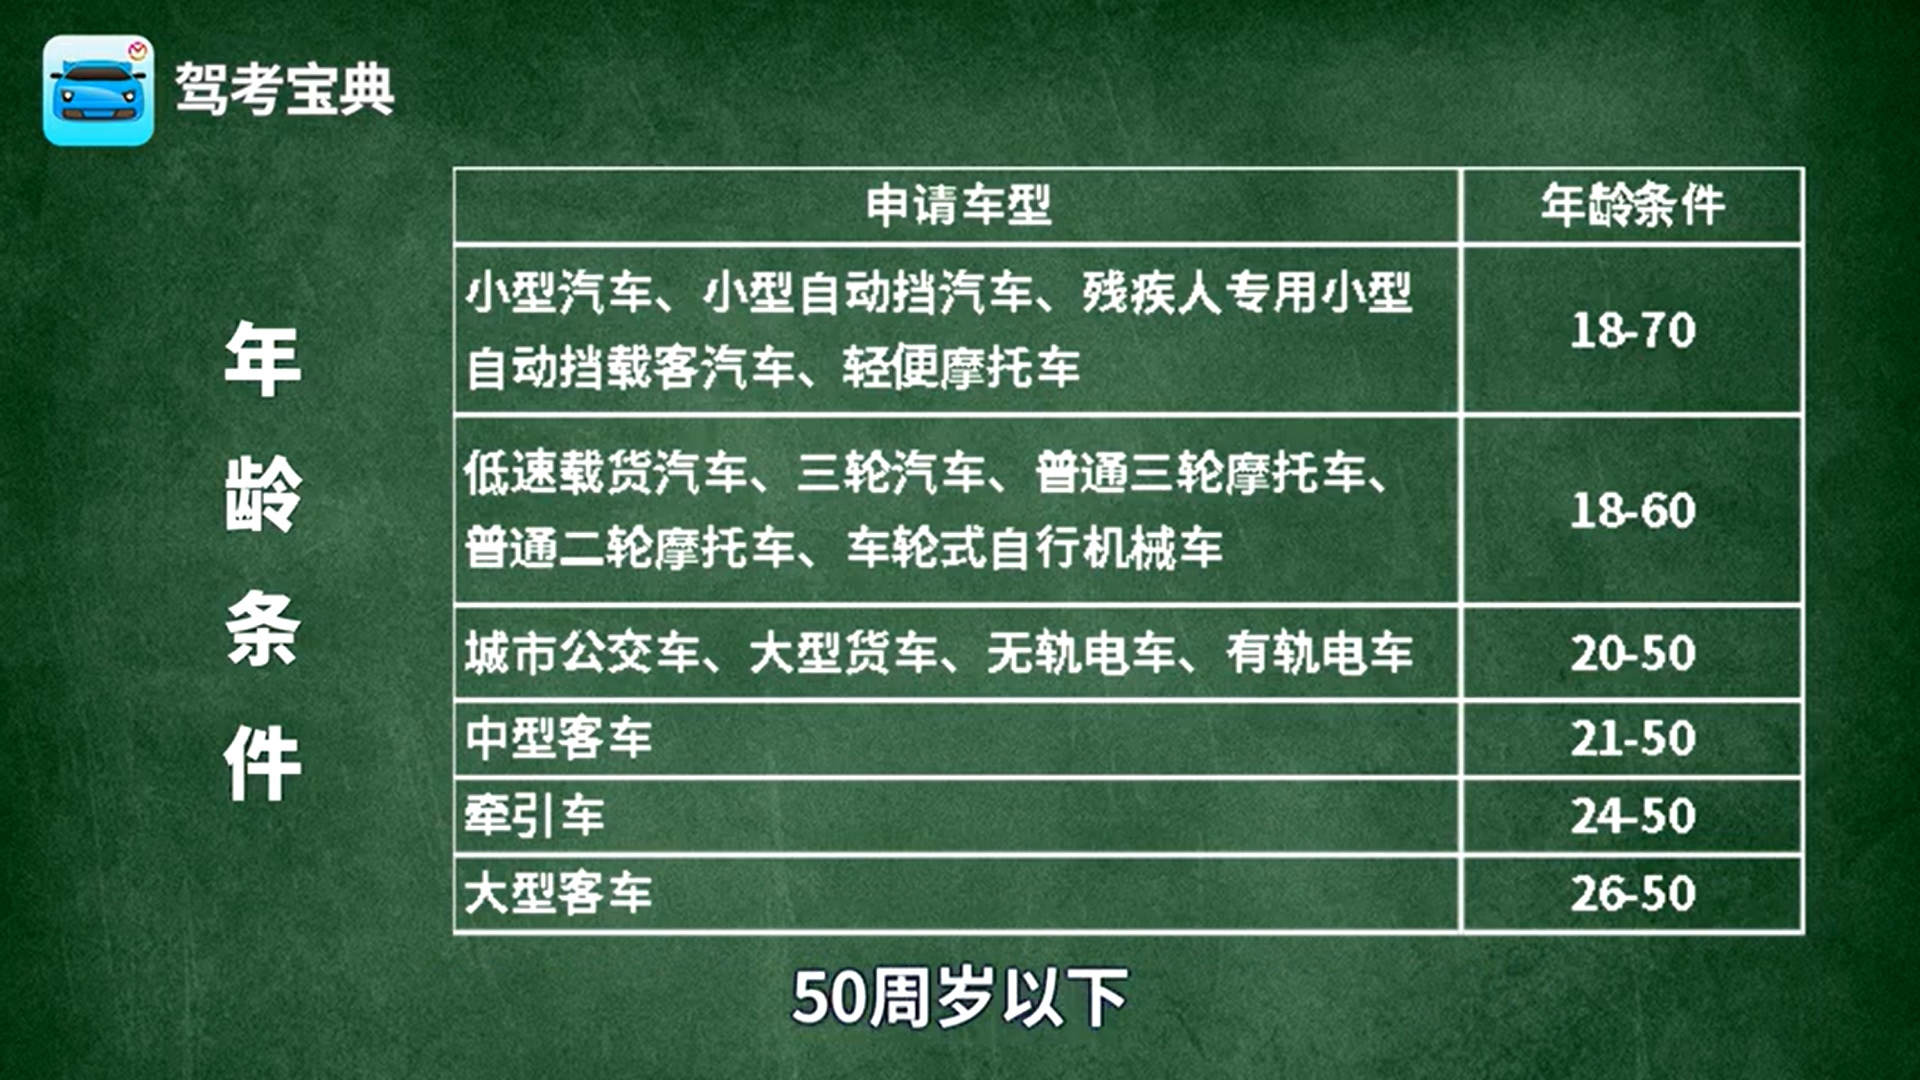 驾考宝典
年龄条件
申请车型 年龄条件
小型汽车、小型自动挡汽车、残疾人专用小型
自动挡载客汽车、轻便摩托车
18-70
低速载货汽车、三轮汽车、普通三轮摩托车、
普通二轮摩托车、车轮式自行机械车
18-60
城市公交车、大型货车、无轨电车、有轨电车 20-50
中型客车 21-50
牵引车 24-50
大型客车 26-50
50周岁以下